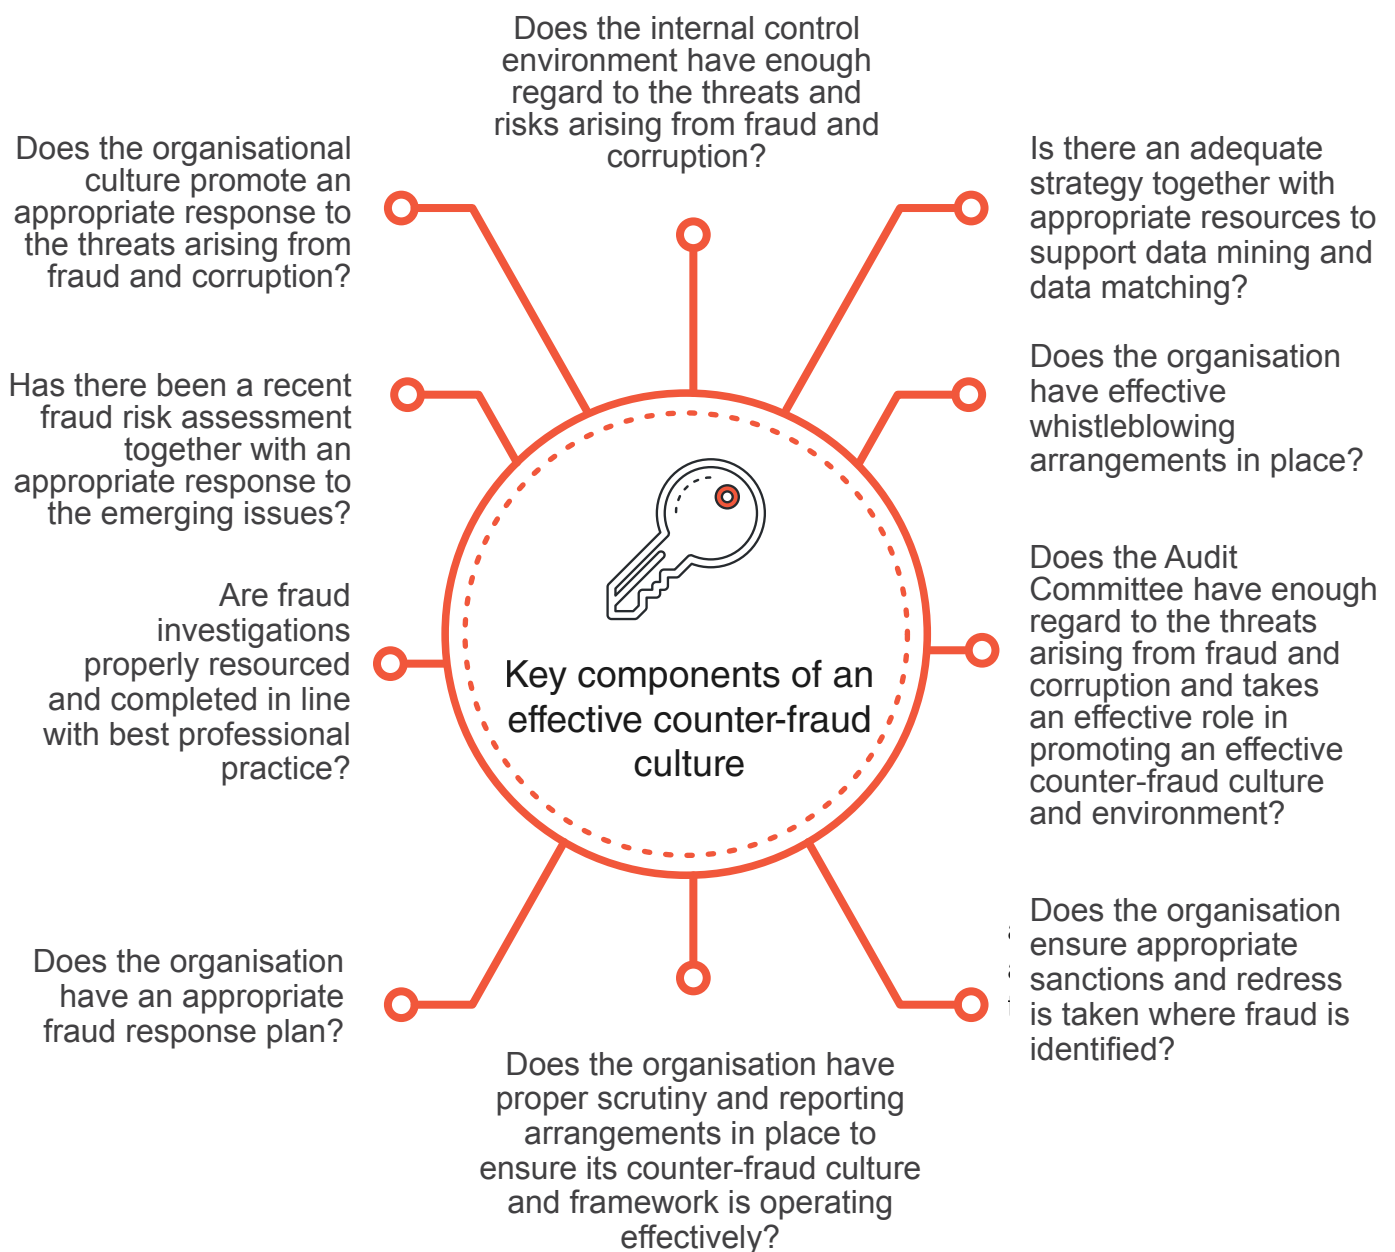 Does the internal control
environment have enough
regard to the threats and
risks arising from fraud and
corruption?
Does the organisational
culture promote an
appropriate response to
the threats arising from
fraud and corruption?
Is there an adequate
strategy together with
appropriate resources to
support data mining and
data matching?
Has there been a recent
fraud risk assessment
together with an
appropriate response to
the emerging issues?
Does the organisation
have effective
whistleblowing
arrangements in place?
Are fraud
investigations
properly resourced
and completed in line
with best professional
practice?
Key components of an
effective counter-fraud
culture
Does the Audit
Committee have enough
regard to the threats
arising from fraud and
corruption and takes
an effective role in
promoting an effective
counter-fraud culture
and environment?
Does the organisation
have an appropriate
fraud response plan?
Does the organisation have
proper scrutiny and reporting
arrangements in place to
ensure its counter-fraud culture
and framework is operating
effectively?
Does the organisation
ensure appropriate
sanctions and redress
is taken where fraud is
identified?